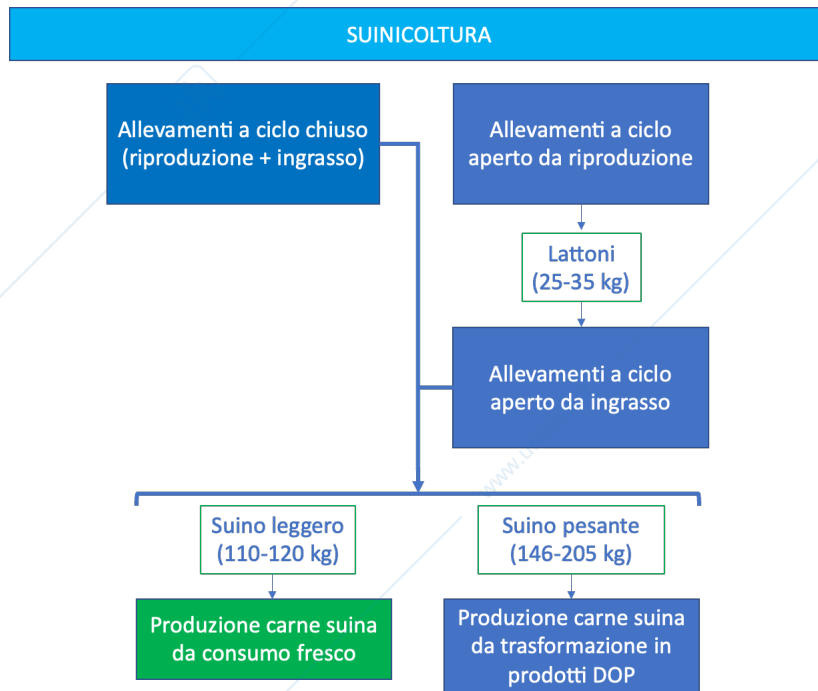 SUINICOLTURA
Allevamenti a ciclo chiuso
(riproduzione + ingrasso)
Allevamenti a ciclo
aperto da riproduzione
Lattoni
(25-35 kg)
Allevamenti a ciclo
aperto da ingrasso
Suino leggero
(110-120 kg)
Suino pesante
(146-205 kg)
Produzione carne suina
da consumo fresco
Produzione carne suina
da trasformazione in
prodotti DOP